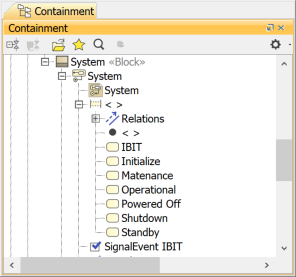 Containment
Containment
System «Block»
System
System
< >
Relations
< >
IBIT
Initialize
Matenance
Operational
Powered Off
Shutdown
Standby
SignalEvent IBIT